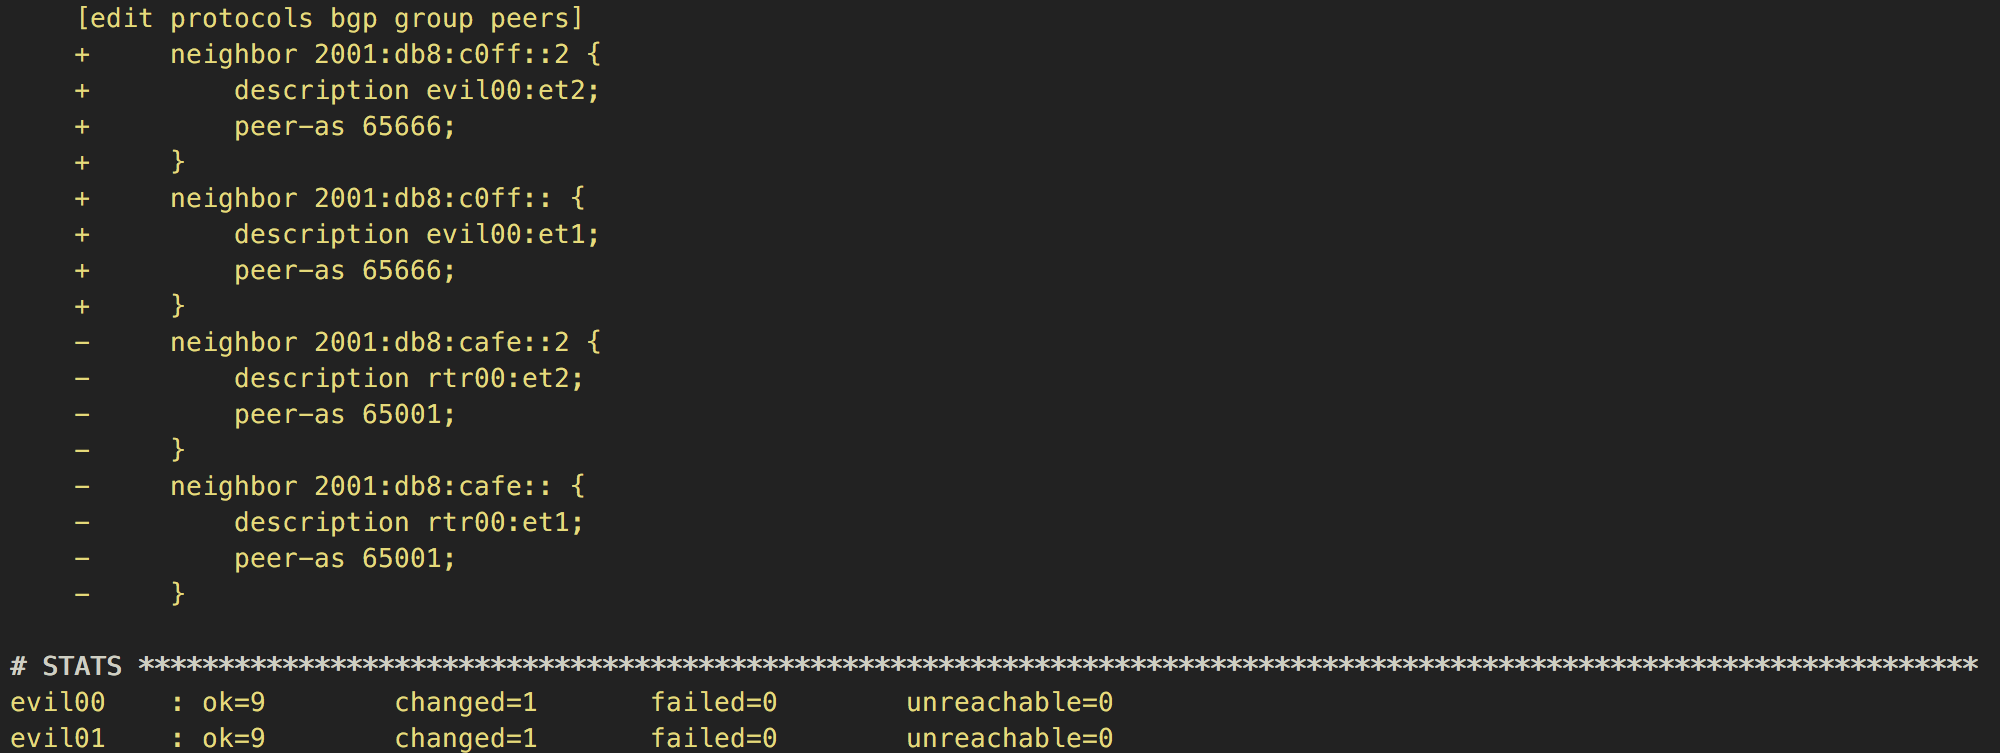 [edit protocols bgp group peers]
+     neighbor 2001:db8:c0ff::2 {
+         description evil00:et2;
+         peer-as 65666;
+     }
+     neighbor 2001:db8:c0ff:: {
+         description evil00:et1;
+         peer-as 65666;
+     }
-     neighbor 2001:db8:cafe::2 {
-         description rtr00:et2;
-         peer-as 65001;
-     }
-     neighbor 2001:db8:cafe:: {
-         description rtr00:et1;
-         peer-as 65001;
-     }
# STATS *******************************************************************************************************************
evil00    : ok=9        changed=1       failed=0        unreachable=0
evil01    : ok=9        changed=1       failed=0        unreachable=0